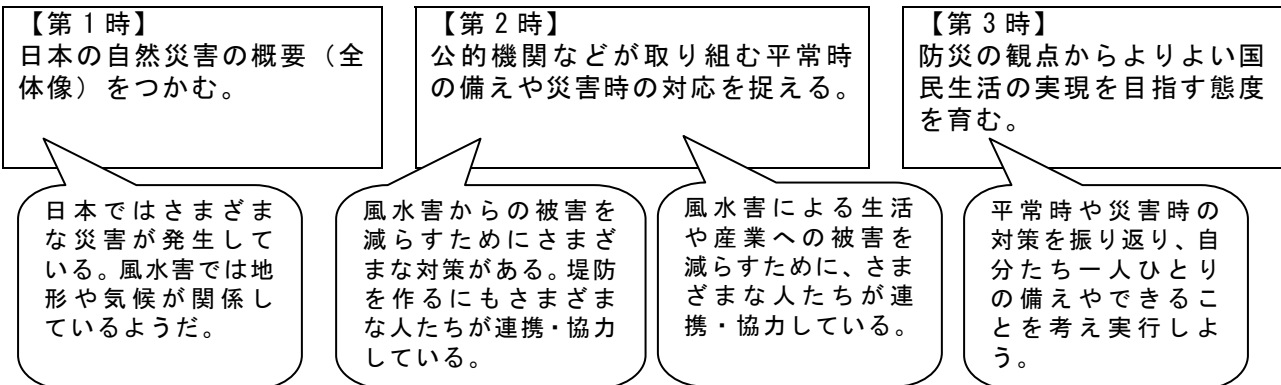 【第1時】
日本の自然災害の概要（全
体像）をつかむ。
【第2時】
公的機関などが取り組む平常時
の備えや災害時の対応を捉える。
【第3時】
防災の観点からよりよい国
民生活の実現を目指す態度
を育む。
日本ではさまざま
な災害が発生して
いる。風水害では地
形や気候が関係し
ているようだ。
風水害からの被害を
減らすためにさまざ
まな対策がある。堤防
を作るにもさまざま
な人たちが連携・協力
している。
風水害による生活
や産業への被害を
減らすために、さま
ざまな人たちが連
携・協力している。
平常時や災害時の
対策を振り返り、自
分たち一人ひとり
の備えやできるこ
とを考え実行しよ
う。